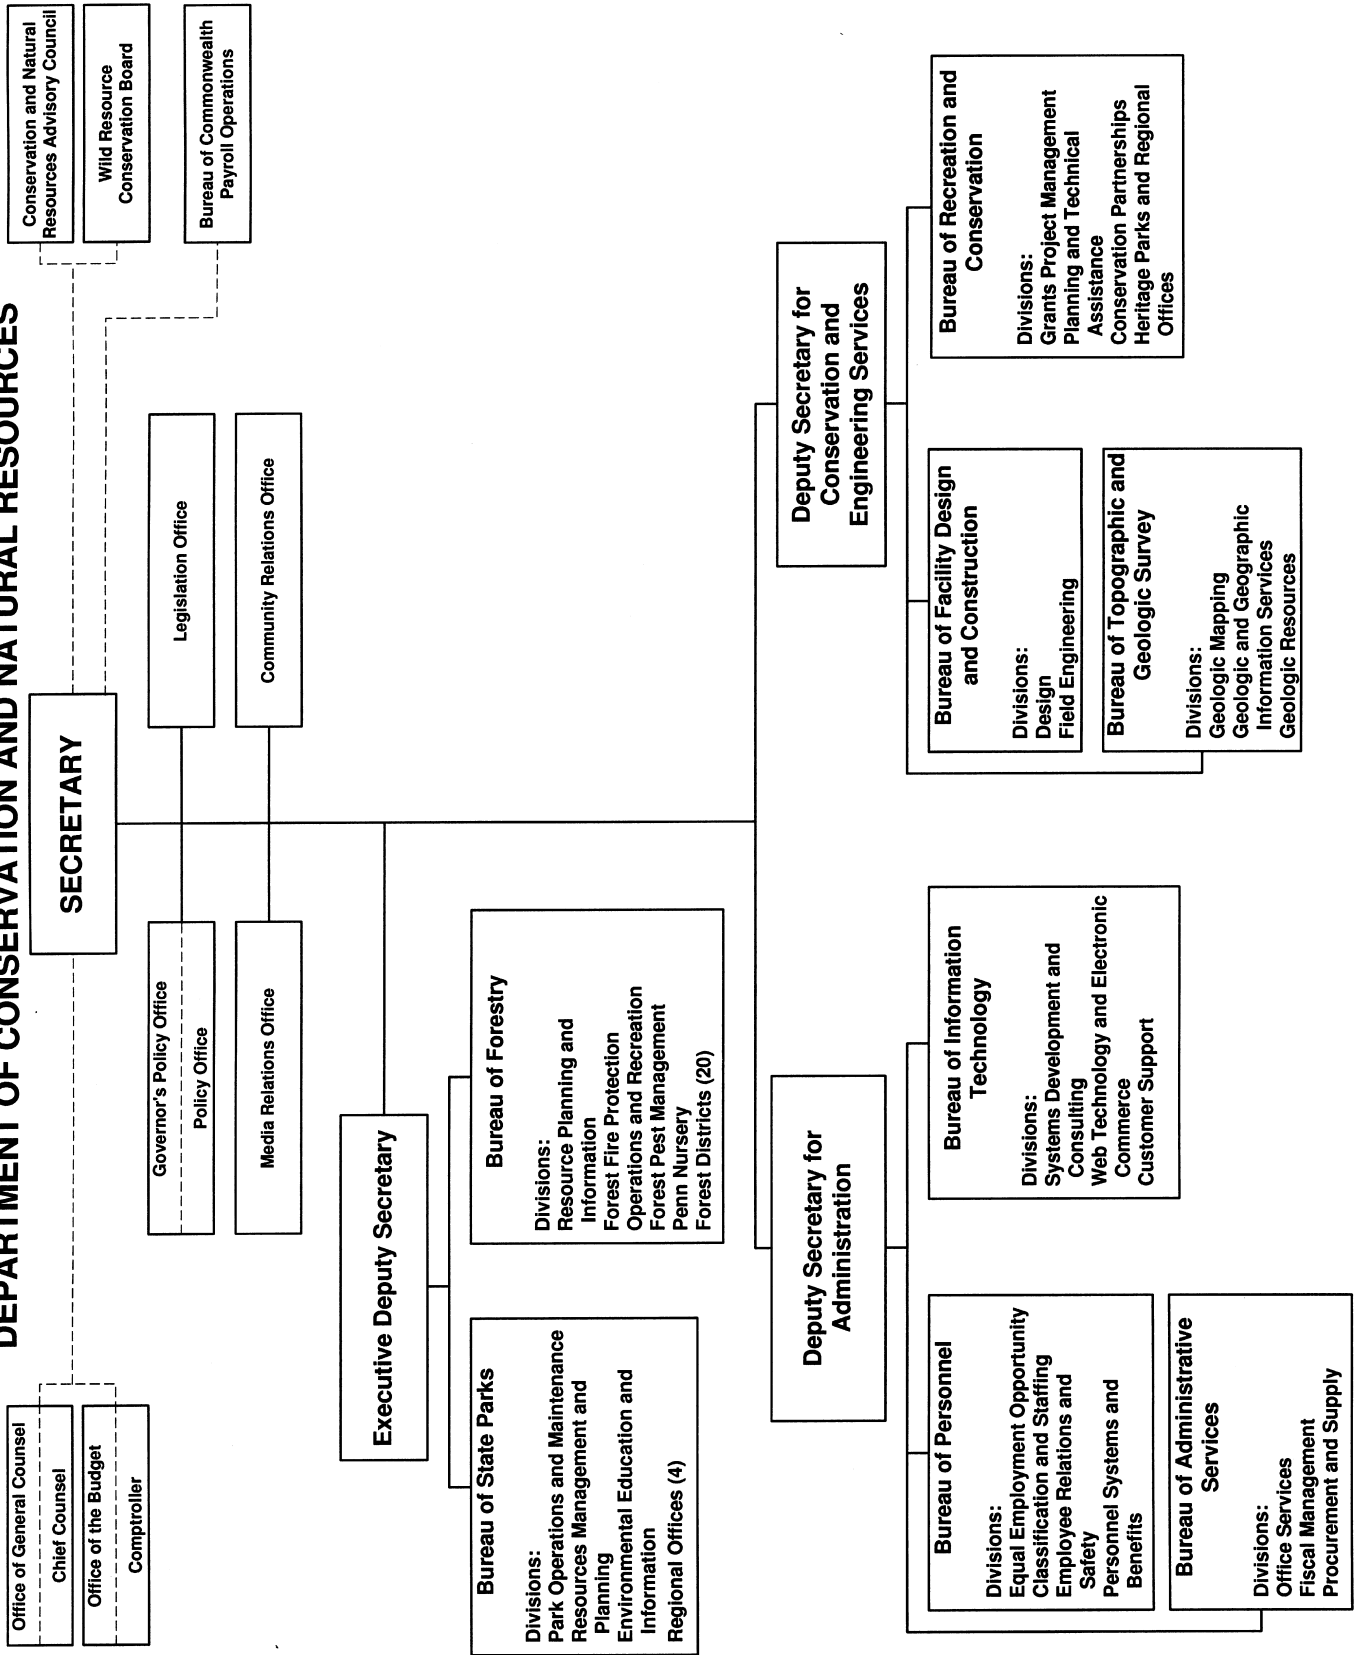 DEPARTMENT OF CONSERVATION AND NATURAL RESOURCES
SECRETARY
Office of General Counsel
Chief Counsel
Office of the Budget
Comptroller
Conservation and Natural
Resources Advisory Council
Wild Resource
Conservation Board
Bureau of Commonwealth
Payroll Operations
Governor's Policy Office
Policy Office
Legislation Office
Media Relations Office
Community Relations Office
Executive Deputy Secretary
Bureau of State Parks
Divisions:
Park Operations and Maintenance
Resources Management and
Planning
Environmental Education and
Information
Regional Offices (4)
Bureau of Forestry
Divisions:
Resource Planning and
Information
Forest Fire Protection
Operations and Recreation
Forest Pest Management
Penn Nursery
Forest Districts (20)
Deputy Secretary for
Administration
Bureau of Personnel
Divisions:
Equal Employment Opportunity
Classification and Staffing
Employee Relations and
Safety
Personnel Systems and
Benefits
Bureau of Administrative
Services
Divisions:
Office Services
Fiscal Management
Procurement and Supply
Bureau of Information
Technology
Divisions:
Systems Development and
Consulting
Web Technology and Electronic
Commerce
Customer Support
Deputy Secretary for
Conservation and
Engineering Services
Bureau of Facility Design
and Construction
Divisions:
Design
Field Engineering
Bureau of Topographic and
Geologic Survey
Divisions:
Geologic Mapping
Geologic and Geographic
Information Services
Geologic Resources
Bureau of Recreation and
Conservation
Divisions:
Grants Project Management
Planning and Technical
Assistance
Conservation Partnerships
Heritage Parks and Regional
Offices